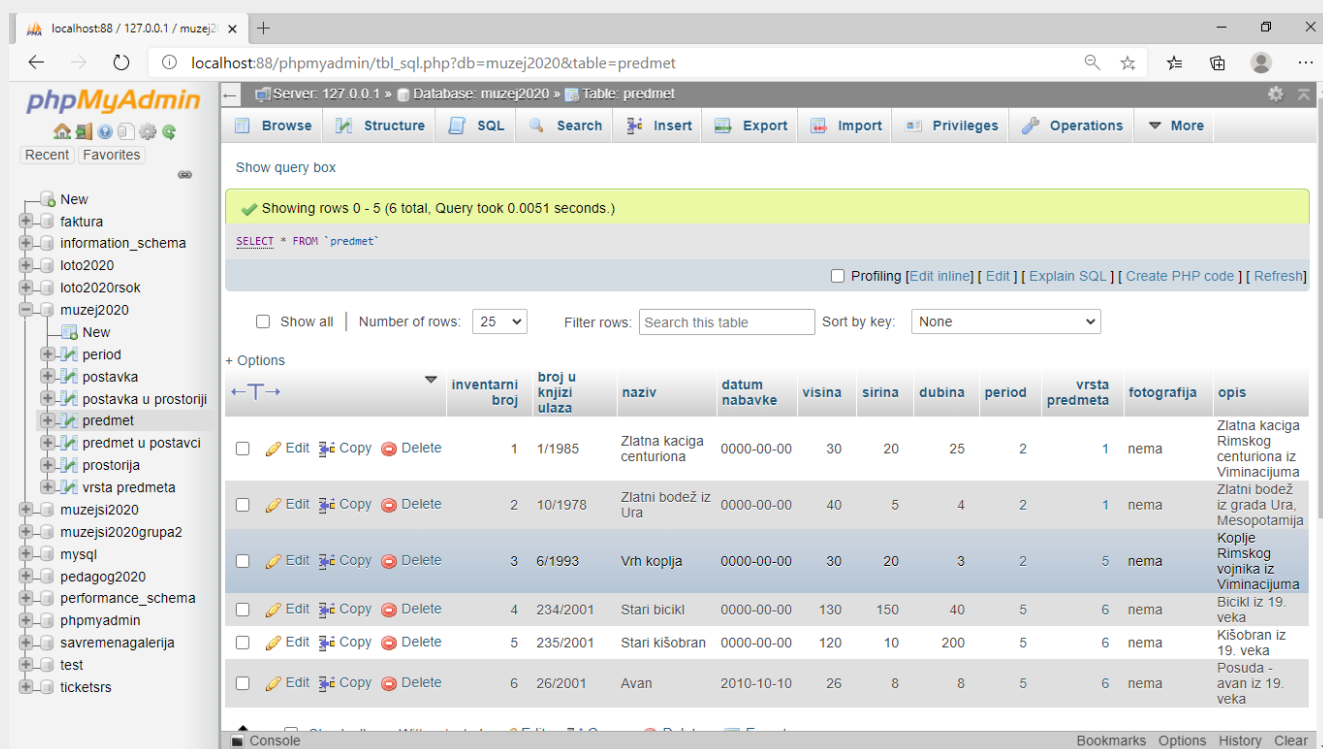 localhost:88 / 127.0.0.1 / muzej2
localhost:88/phpmyadmin/tbl_sql.php?db=muzej2020&table=predmet
phpMyAdmin
Recent Favorites
New
faktura
information_schema
loto2020
loto2020rsok
muzej2020
New
period
postavka
postavka u prostoriji
predmet
predmet u postavci
prostorija
vrsta predmeta
muzejsi2020
muzejsi2020grupa2
mysql
pedagog2020
performance_schema
phpmyadmin
savremenagalerija
test
ticketsrs
Server: 127.0.0.1 » Database: muzej2020 » Table: predmet
Browse Structure SQL Search Insert Export Import Privileges Operations More
Show query box
Showing rows 0 - 5 (6 total, Query took 0.0051 seconds.)
SELECT * FROM `predmet`
Profiling [Edit inline] [ Edit ] [ Explain SQL ] [ Create PHP code ] [ Refresh]
Show all | Number of rows: 25 Filter rows: Search this table Sort by key: None
+ Options
←T→ inventarni broj broj u knjizi ulaza naziv datum nabavke visina sirina dubina period vrsta predmeta fotografija opis
Edit Copy Delete 1 1/1985 Zlatna kaciga centuriona 0000-00-00 30 20 25 2 1 nema Zlatna kaciga Rimskog centuriona iz Viminacijuma
Edit Copy Delete 2 10/1978 Zlatni bodež iz Ura 0000-00-00 40 5 4 2 1 nema Zlatni bodež iz grada Ura, Mesopotamija
Edit Copy Delete 3 6/1993 Vrh koplja 0000-00-00 30 20 3 2 5 nema Koplje Rimskog vojnika iz Viminacijuma
Edit Copy Delete 4 234/2001 Stari bicikl 0000-00-00 130 150 40 5 6 nema Bicikl iz 19. veka
Edit Copy Delete 5 235/2001 Stari kišobran 0000-00-00 120 10 200 5 6 nema Kišobran iz 19. veka
Edit Copy Delete 6 26/2001 Avan 2010-10-10 26 8 8 5 6 nema Posuda - avan iz 19. veka
Console Bookmarks Options History Clear